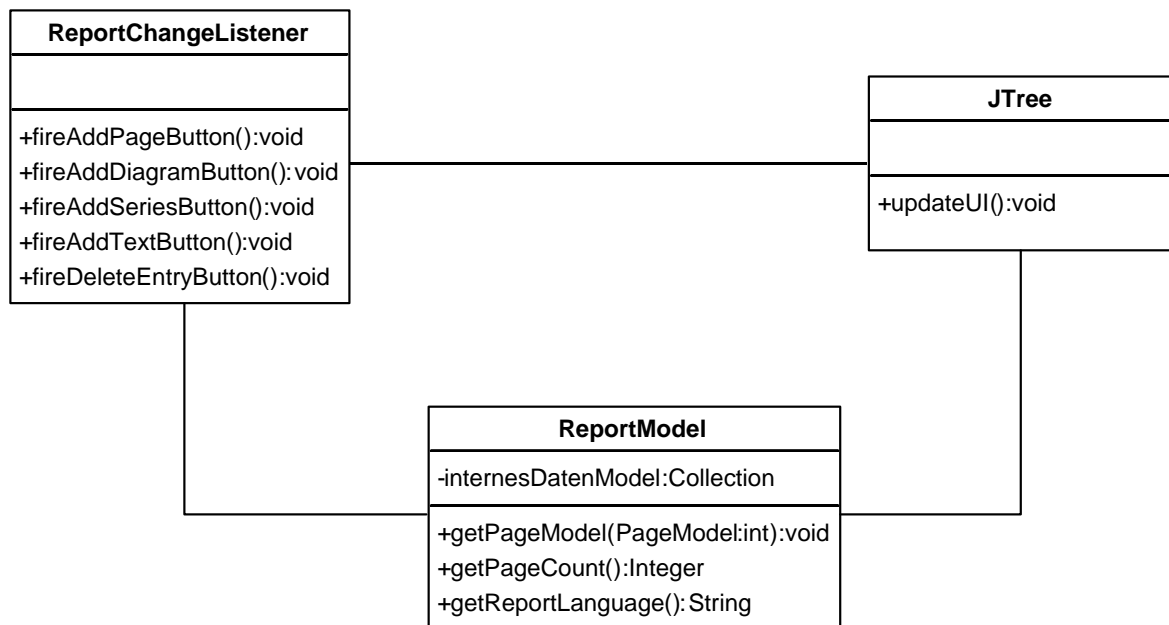 ReportChangeListener
+fireAddPageButton():void
+fireAddDiagramButton():void
+fireAddSeriesButton():void
+fireAddTextButton():void
+fireDeleteEntryButton():void
JTree
+updateUI():void
ReportModel
-internesDatenModel:Collection
+getPageModel(PageModel:int):void
+getPageCount():Integer
+getReportLanguage():String